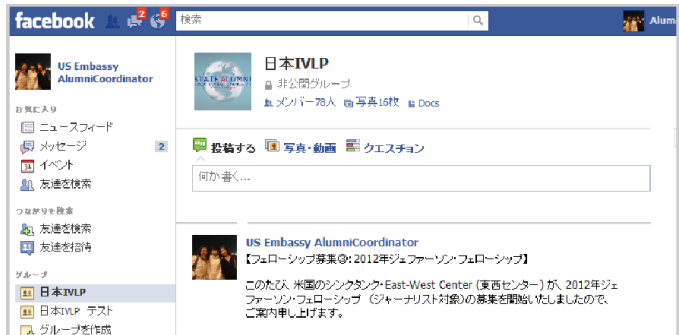 facebook
2
6
検索
Alum
US Embassy
AlumniCoordinator
お気に入り
ニュースフィード
メッセージ 2
イベント
友達を検索
つながりを検索
友達を検索
友達を招待
グループ
日本IVLP
日本IVLP テスト
グループを作成
STATE ALUMNI
日本IVLP
非公開グループ
メンバー78人 写真16枚 Docs
投稿する 写真・動画 クエスチョン
何か書く...
US Embassy AlumniCoordinator
【フェローシップ募集③：2012年ジェファーソン・フェローシップ】
このたび、米国のシンクタンク・East-West Center (東西センター) が、2012年ジェ
ファーソン・フェローシップ （ジャーナリスト対象)の募集を開始いたしましたので、
ご案内申し上げます。